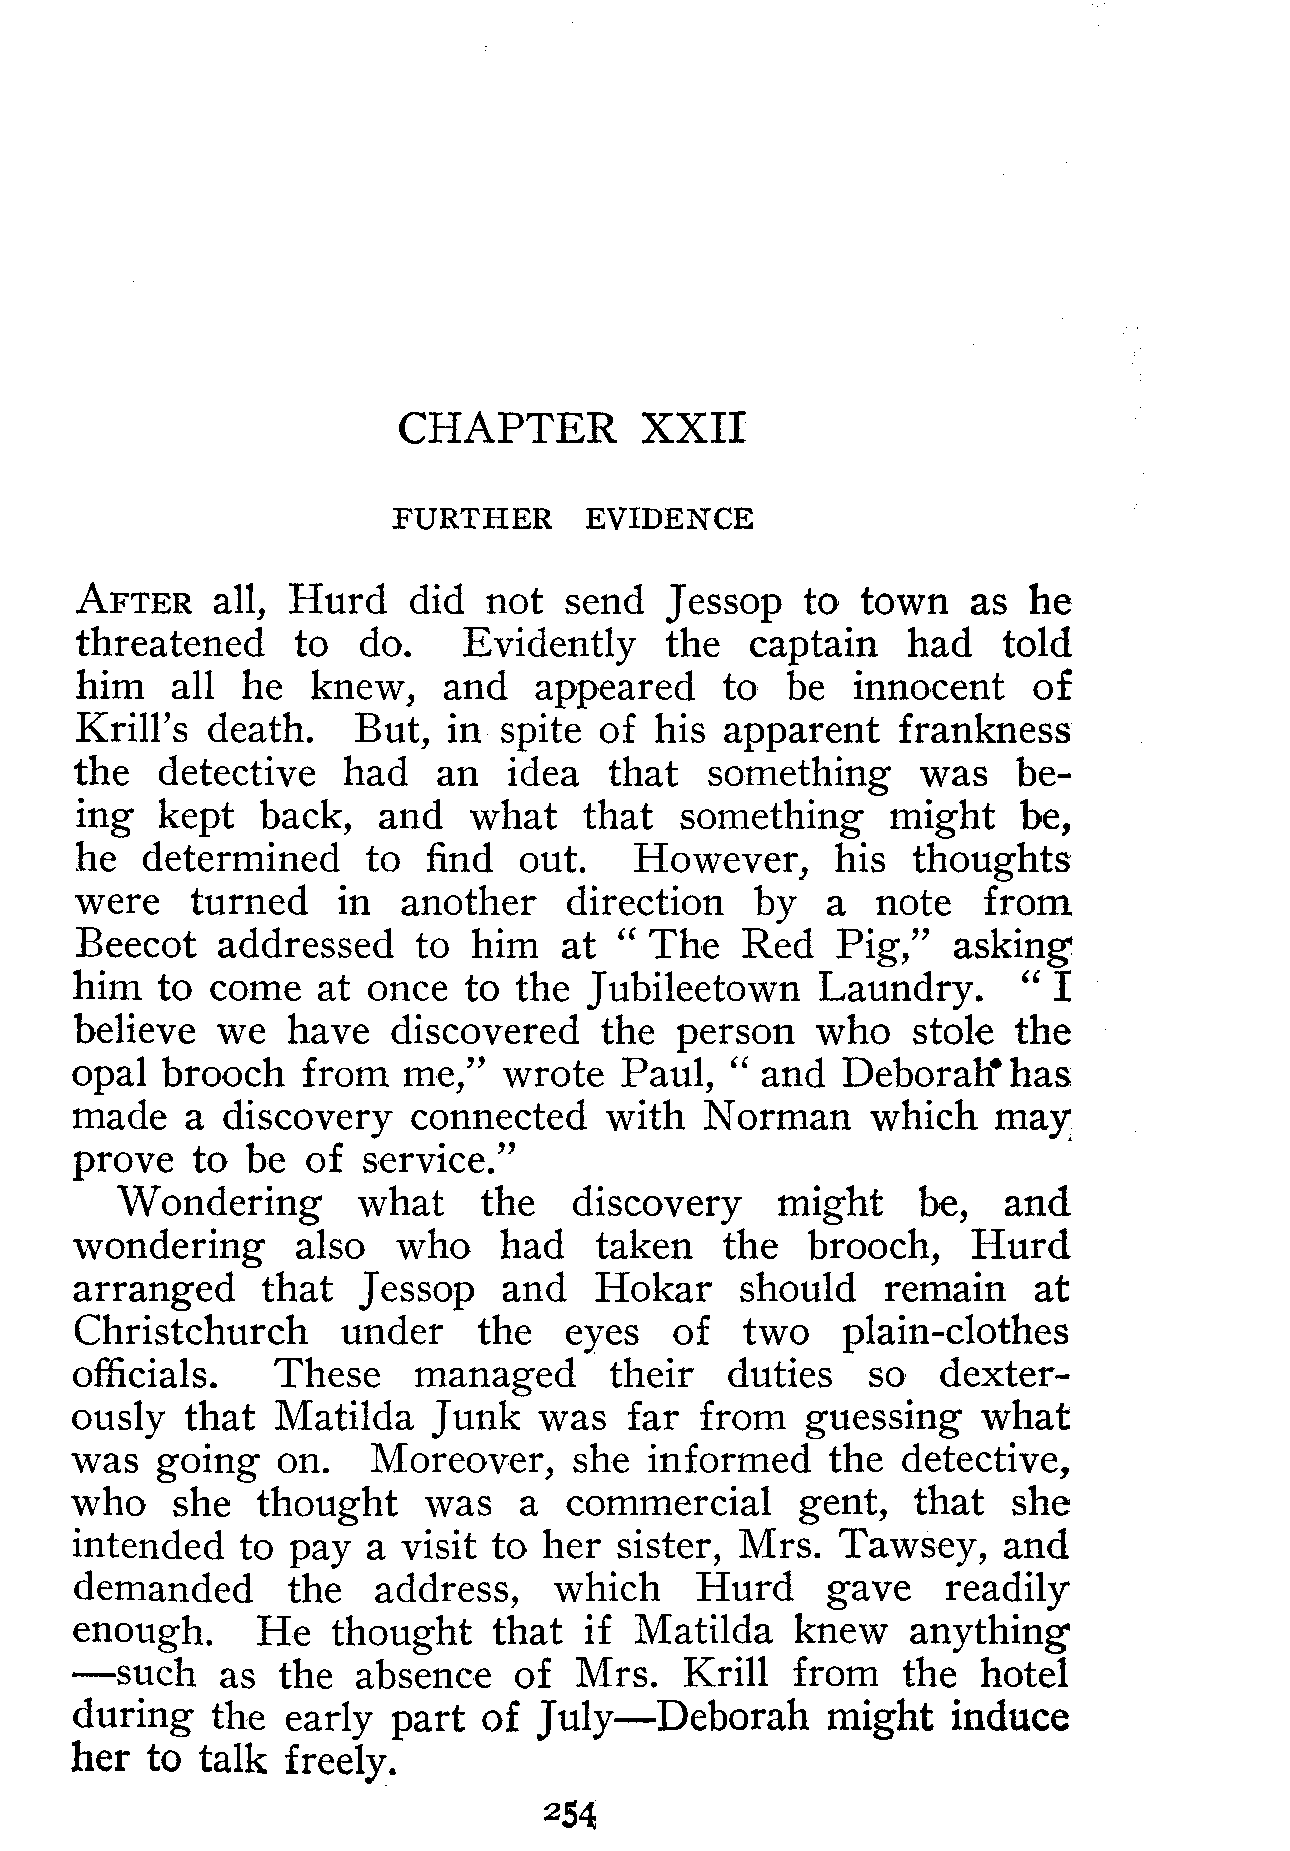 CHAPTER XXII
FURTHER EVIDENCE
AFTER all, Hurd did not send Jessop to town as he
threatened to do. Evidently the captain had told
him all he knew, and appeared to be innocent of
Krill's death. But, in spite of his apparent frankness
the detective had an idea that something was be-
ing kept back, and what that something might be,
he determined to find out. However, his thoughts
were turned in another direction by a note from
Beecot addressed to him at " The Red Pig," asking
him to come at once to the Jubileetown Laundry. " I
believe we have discovered the person who stole the
opal brooch from me," wrote Paul, " and Deborah has
made a discovery connected with Norman which may
prove to be of service."
Wondering what the discovery might be, and
wondering also who had taken the brooch, Hurd
arranged that Jessop and Hokar should remain at
Christchurch under the eyes of two plain-clothes
officials. These managed their duties so dexter-
ously that Matilda Junk was far from guessing what
was going on. Moreover, she informed the detective,
who she thought was a commercial gent, that she
intended to pay a visit to her sister, Mrs. Tawsey, and
demanded the address, which Hurd gave readily
enough. He thought that if Matilda knew anything
—such as the absence of Mrs. Krill from the hotel
during the early part of July—Deborah might induce
her to talk freely.
254